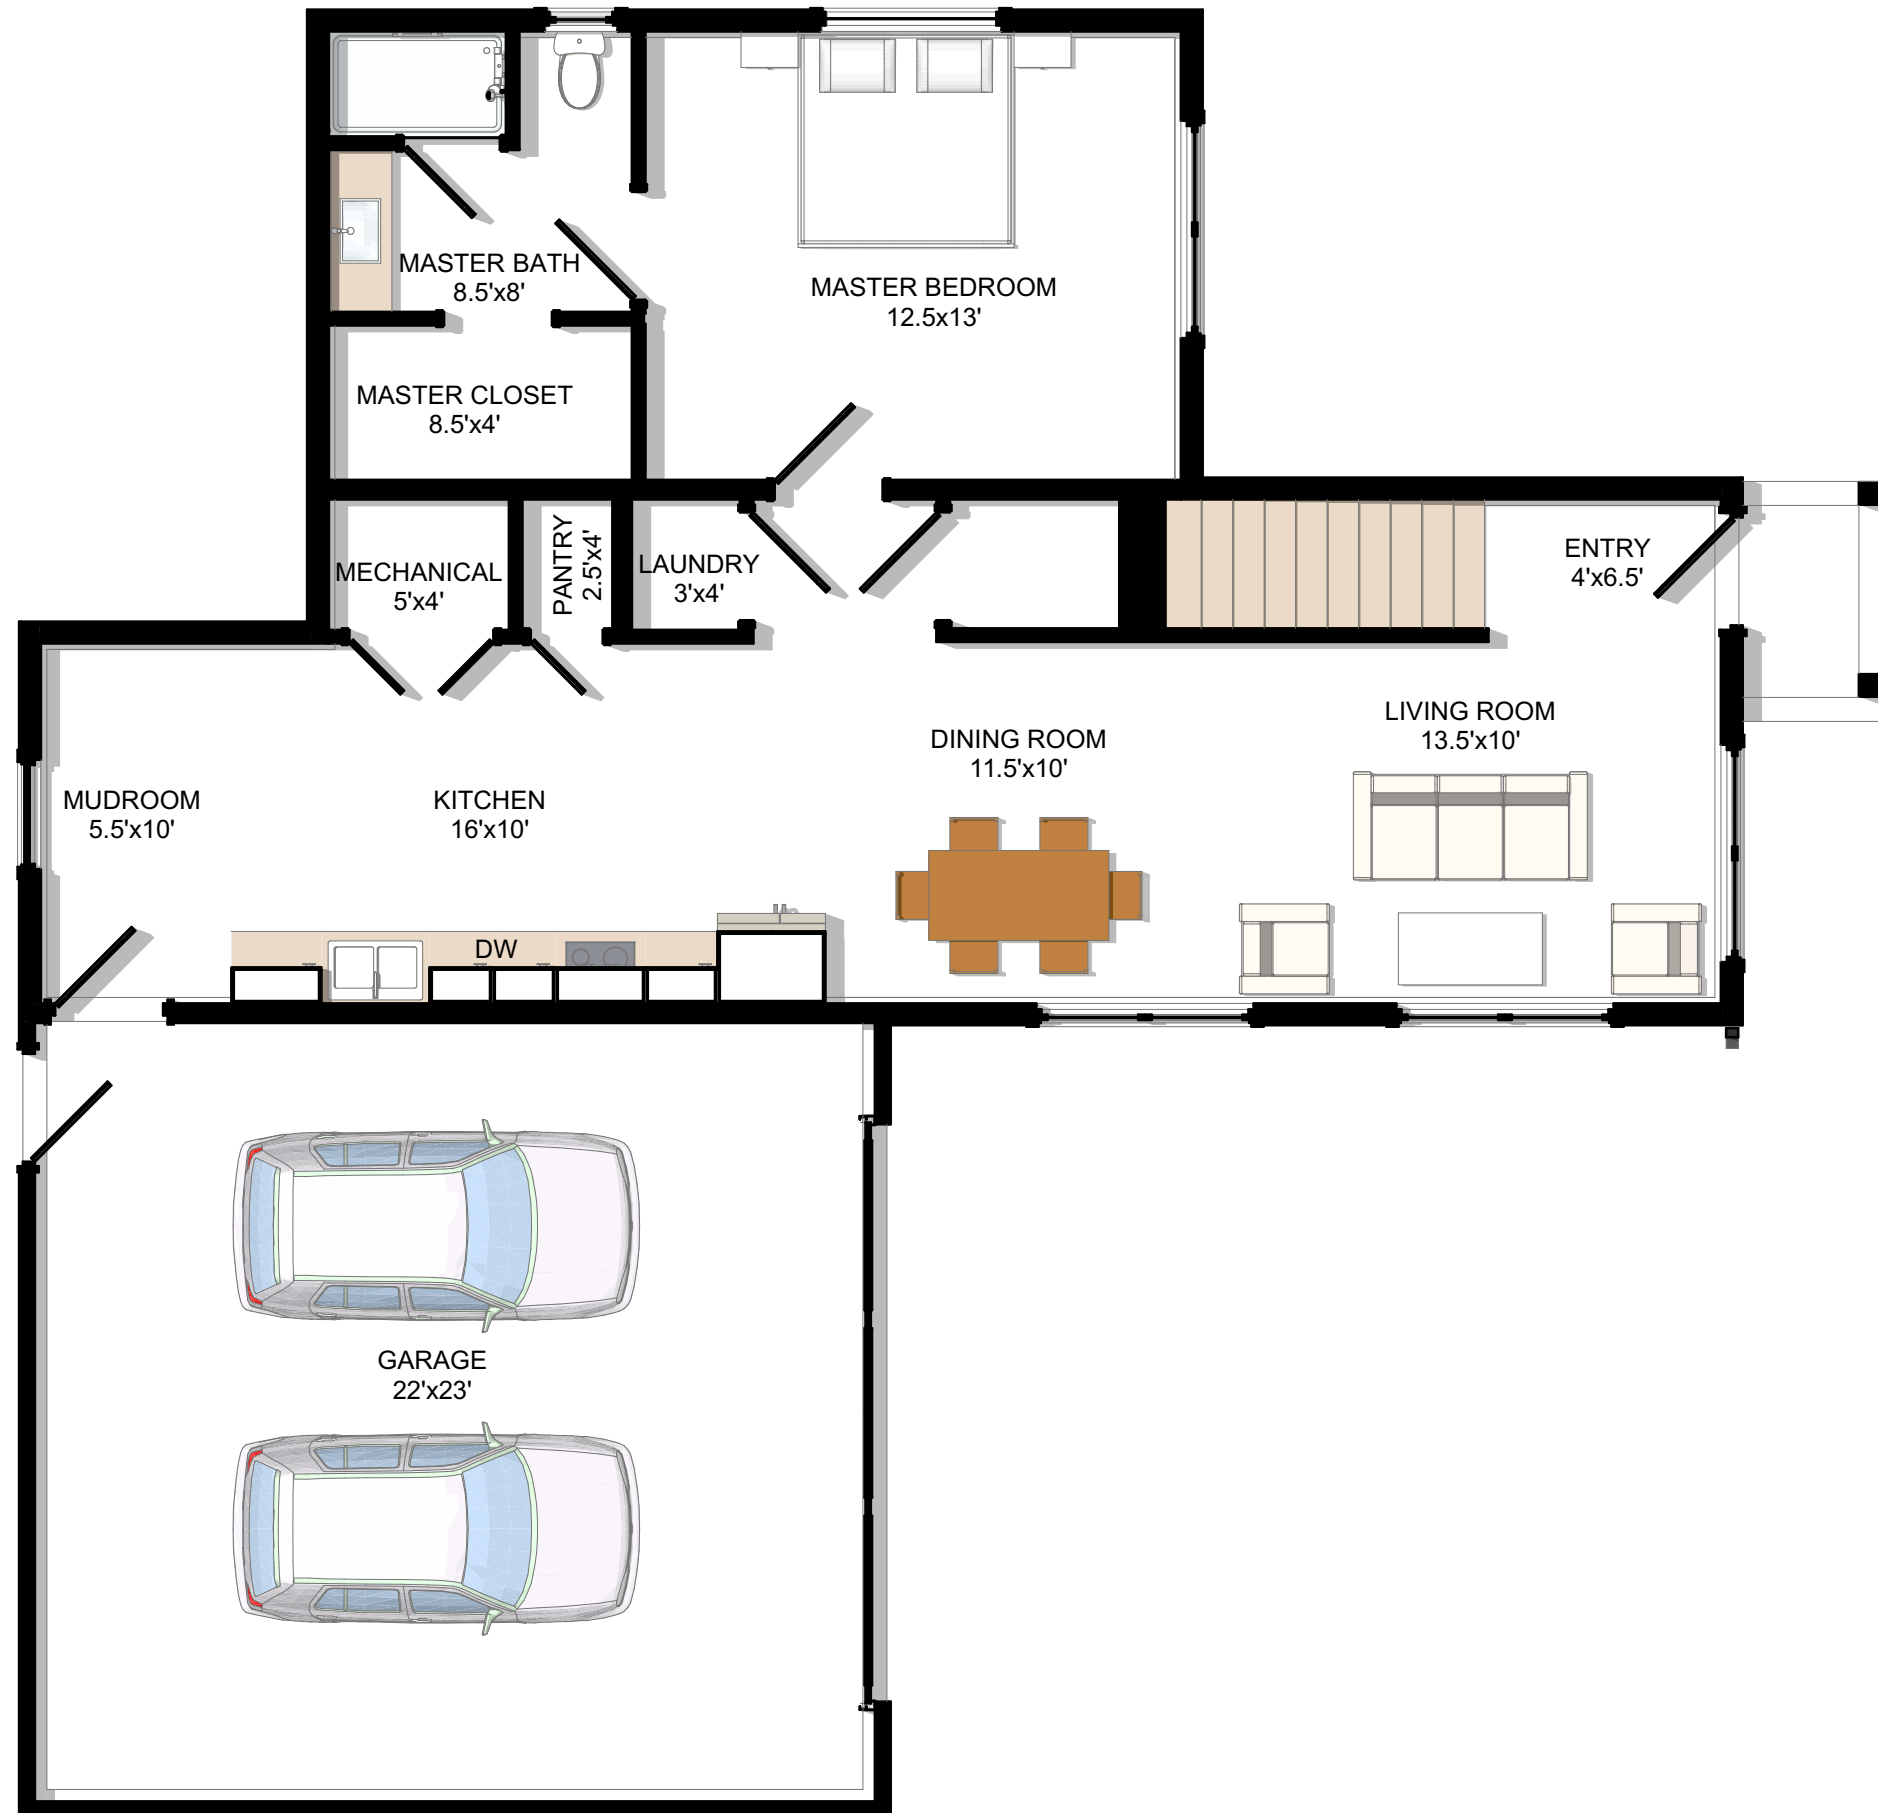 MASTER BATH
8.5'x8'
MASTER BEDROOM
12.5x13'
MASTER CLOSET
8.5'x4'
MECHANICAL
5'x4'
PANTRY
2.5'x4'
LAUNDRY
3'x4'
ENTRY
4'x6.5'
MUDROOM
5.5'x10'
KITCHEN
16'x10'
DINING ROOM
11.5'x10'
LIVING ROOM
13.5'x10'
DW
GARAGE
22'x23'